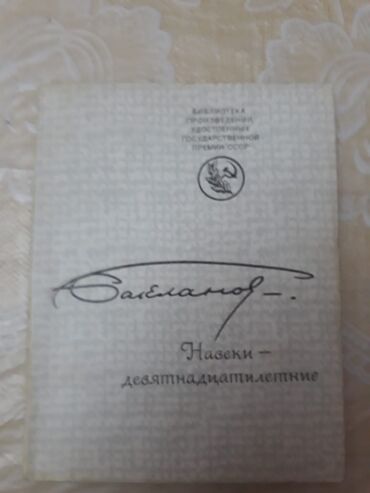 БИБЛИОТЕКА
ПРОИЗВЕДЕНИЙ,
УДОСТОЕННЫХ
ГОСУДАРСТВЕННОЙ
ПРЕМИИ СССР
Бакланов
Навеки –
девятнадцатилетние